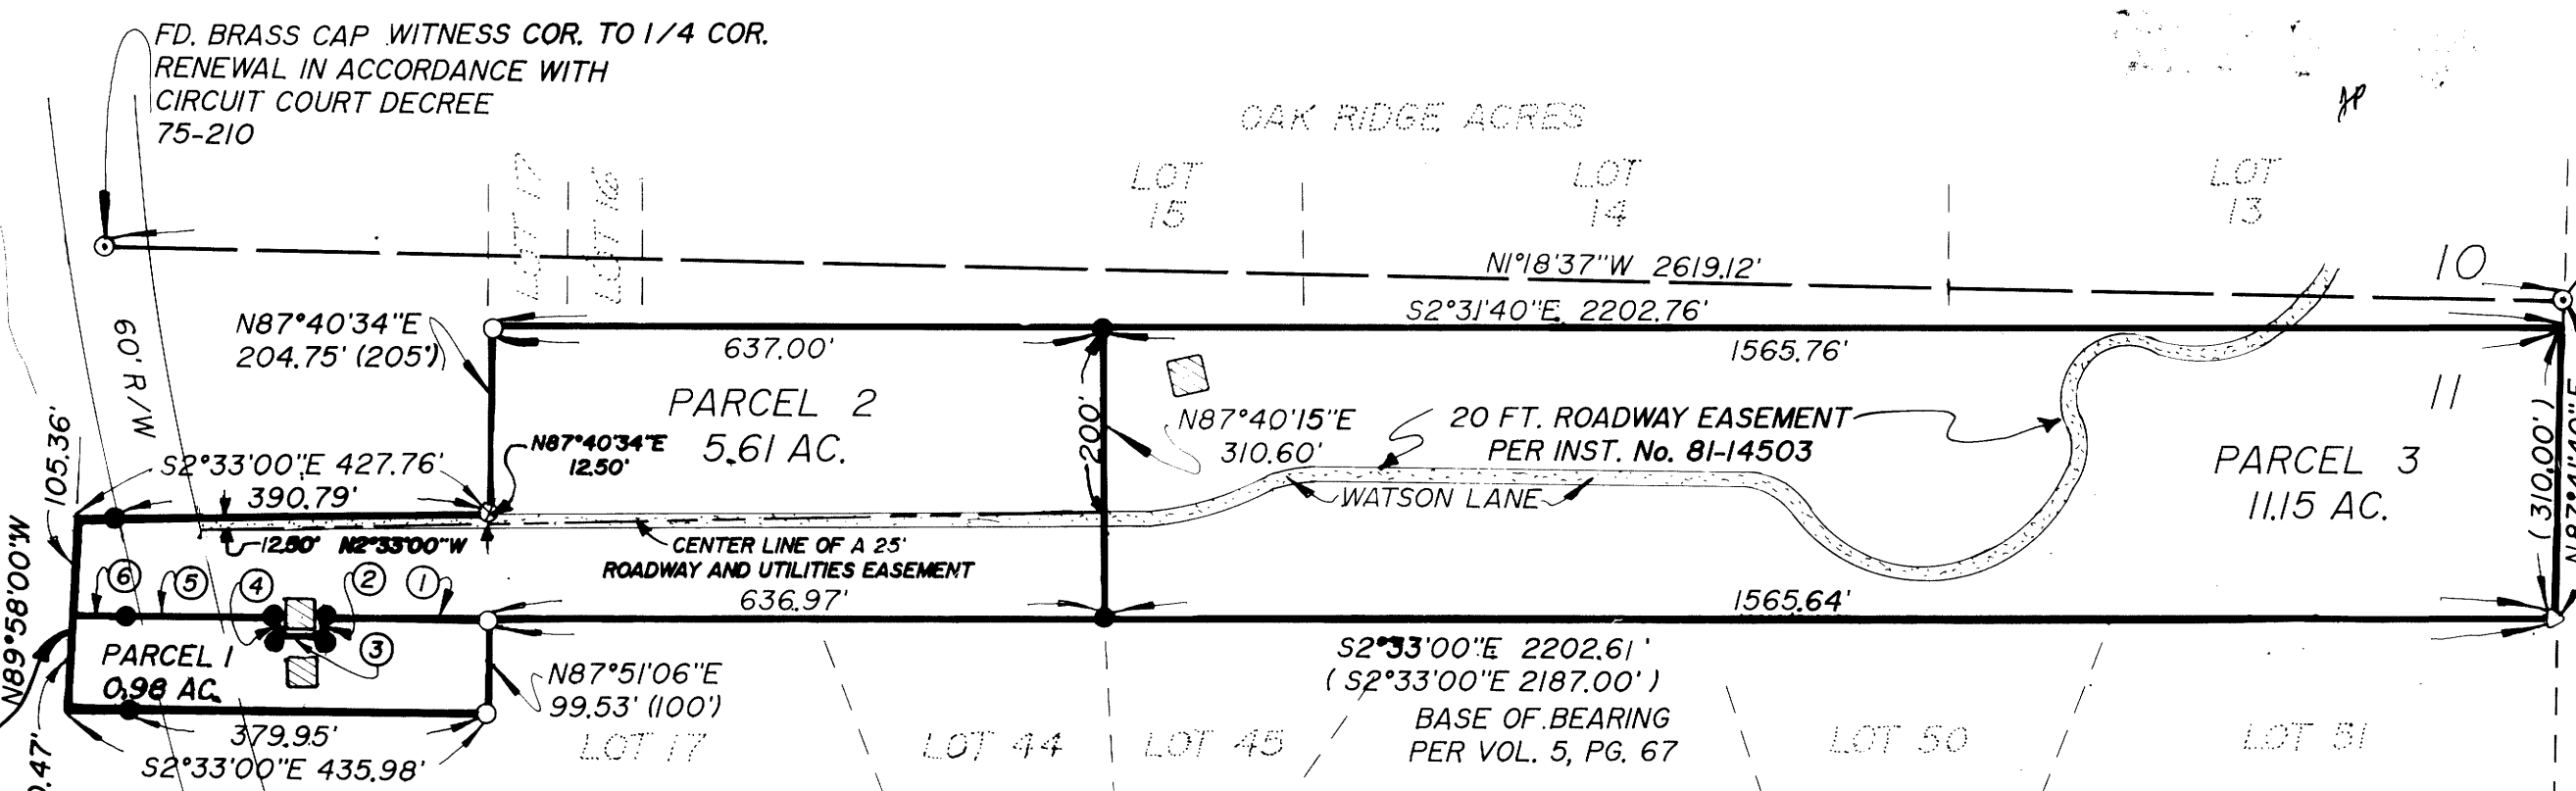 FD. BRASS CAP WITNESS COR. TO 1/4 COR.
RENEWAL IN ACCORDANCE WITH
CIRCUIT COURT DECREE
75-210
OAK RIDGE ACRES
LOT 17
LOT 16
LOT
15
LOT
14
LOT
13
10
N1°18'37"W 2619.12'
S2°31'40"E 2202.76'
60' R/W
N87°40'34"E
204.75' (205')
637.00'
1565.76'
11
PARCEL 2
5.61 AC.
200'
N87°40'15"E
310.60'
20 FT. ROADWAY EASEMENT
PER INST. No. 81-14503
PARCEL 3
11.15 AC.
(310.00')
N87°41'40"E
105.36'
S2°33'00"E 427.76'
390.79'
N87°40'34"E
12.50'
WATSON LANE
12.50' N2°33'00"W
CENTER LINE OF A 25'
ROADWAY AND UTILITIES EASEMENT
N89°58'00"W
6
5
4
2
1
3
636.97'
1565.64'
PARCEL 1
0.98 AC.
N87°51'06"E
99.53' (100')
S2°33'00"E 2202.61'
(S2°33'00"E 2187.00')
BASE OF BEARING
PER VOL. 5, PG. 67
379.95'
S2°33'00"E 435.98'
LOT 17
LOT 44
LOT 45
LOT 50
LOT 51